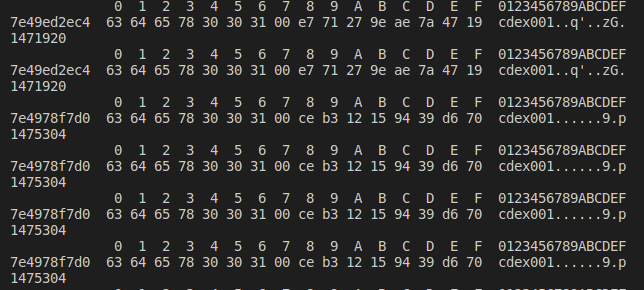 0 1 2 3 4 5 6 7 8 9 A B C D E F 0123456789ABCDEF
7e49ed2ec4 63 64 65 78 30 30 31 00 e7 71 27 9e ae 7a 47 19 cdex001..q'..zG.
1471920
0 1 2 3 4 5 6 7 8 9 A B C D E F 0123456789ABCDEF
7e49ed2ec4 63 64 65 78 30 30 31 00 e7 71 27 9e ae 7a 47 19 cdex001..q'..zG.
1471920
0 1 2 3 4 5 6 7 8 9 A B C D E F 0123456789ABCDEF
7e4978f7d0 63 64 65 78 30 30 31 00 ce b3 12 15 94 39 d6 70 cdex001......9.p
1475304
0 1 2 3 4 5 6 7 8 9 A B C D E F 0123456789ABCDEF
7e4978f7d0 63 64 65 78 30 30 31 00 ce b3 12 15 94 39 d6 70 cdex001......9.p
1475304
0 1 2 3 4 5 6 7 8 9 A B C D E F 0123456789ABCDEF
7e4978f7d0 63 64 65 78 30 30 31 00 ce b3 12 15 94 39 d6 70 cdex001......9.p
1475304
0 1 2 3 4 5 6 7 8 9 A B C D E F 0123456789ABCDEF
7e4978f7d0 63 64 65 78 30 30 31 00 ce b3 12 15 94 39 d6 70 cdex001......9.p
1475304